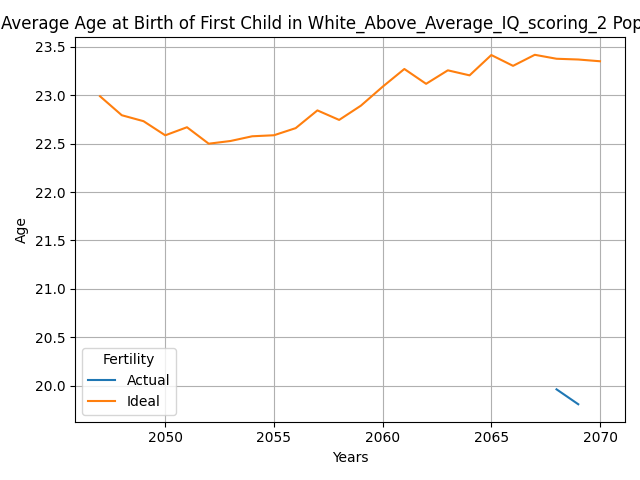 Average Age at Birth of First Child in White_Above_Average_IQ_scoring_2 Pop
23.5
23.0
22.5
22.0
21.5
21.0
20.5
20.0
Age
Fertility
Actual
Ideal
2050 2055 2060 2065 2070
Years